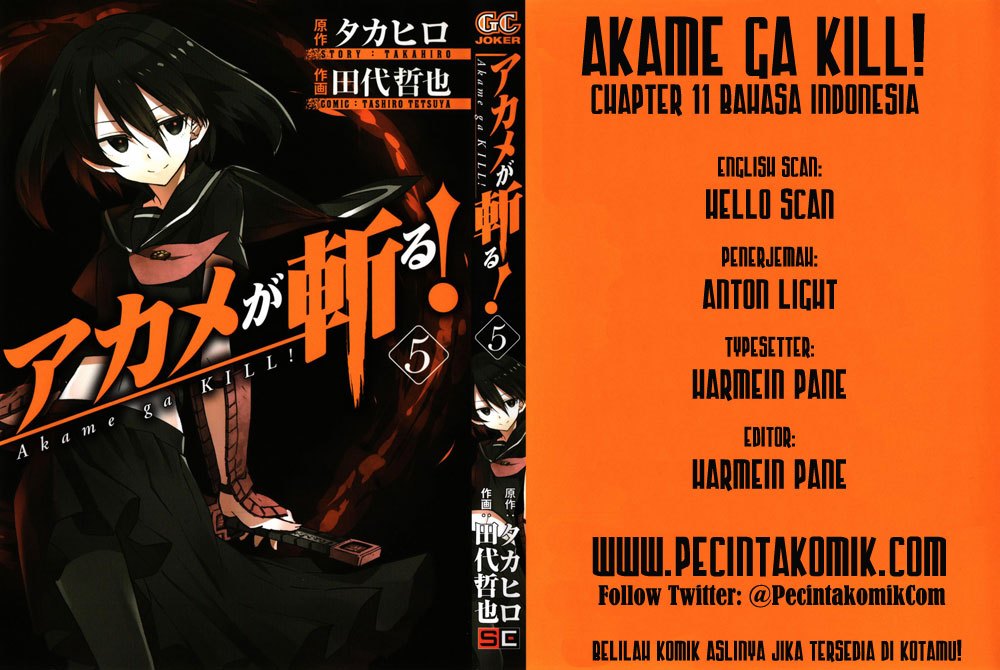 原作 タカヒロ
STORY : TAKAHIRO
作画 田代哲也
COMIC : TASHIRO TETSUYA
アカメが斬る!
5
Akame ga KILL!
GC
JOKER
アカメが斬る!
Akame ga KILL!
5
原作:タカヒロ
作画:田代哲也
SE
AKAME GA KILL!
CHAPTER 11 BAHASA INDONESIA
ENGLISH SCAN:
HELLO SCAN
PENERJEMAH:
ANTON LIGHT
TYPESETTER:
HARMEIN PANE
EDITOR:
HARMEIN PANE
WWW.PECINTAKOMIK.COM
Follow Twitter: @PecintakomikCom
BELILAH KOMIK ASLINYA JIKA TERSEDIA DI KOTAMU!